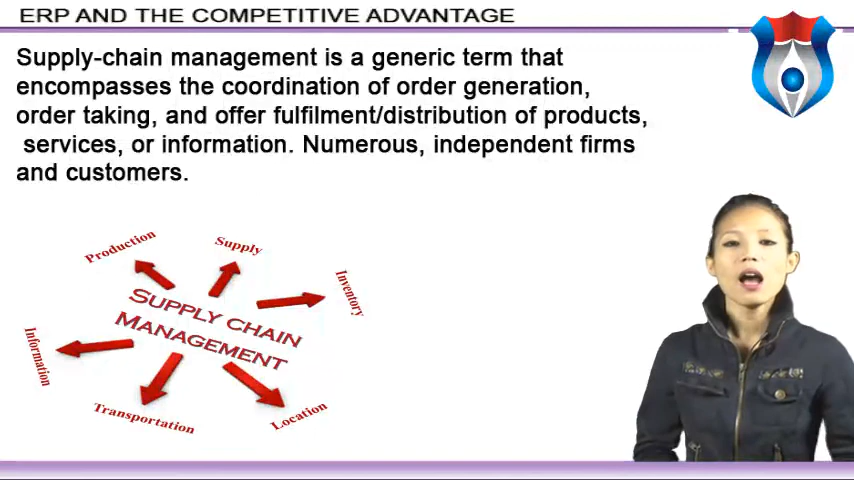 ERP AND THE COMPETITIVE ADVANTAGE
Supply-chain management is a generic term that
encompasses the coordination of order generation,
order taking, and offer fulfilment/distribution of products,
services, or information. Numerous, independent firms
and customers.
Production
Supply
Inventory
SUPPLY CHAIN
MANAGEMENT
Information
Transportation
Location